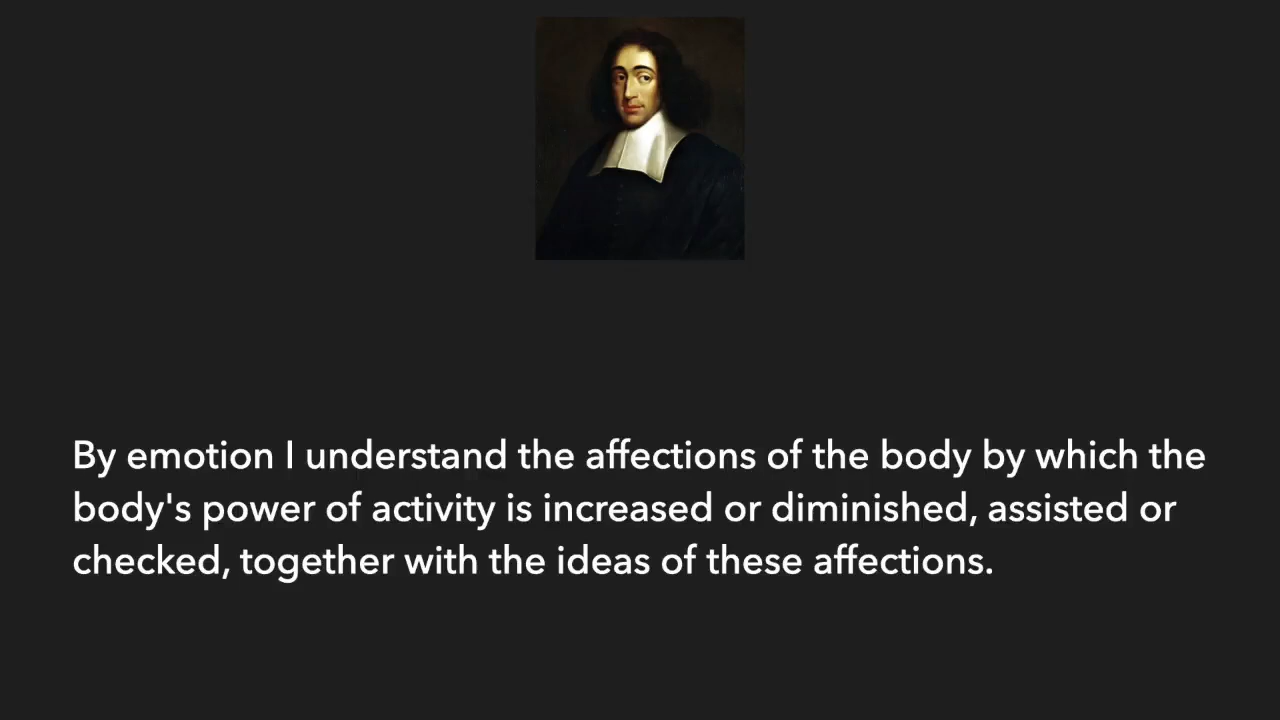 By emotion I understand the affections of the body by which the
body's power of activity is increased or diminished, assisted or
checked, together with the ideas of these affections.